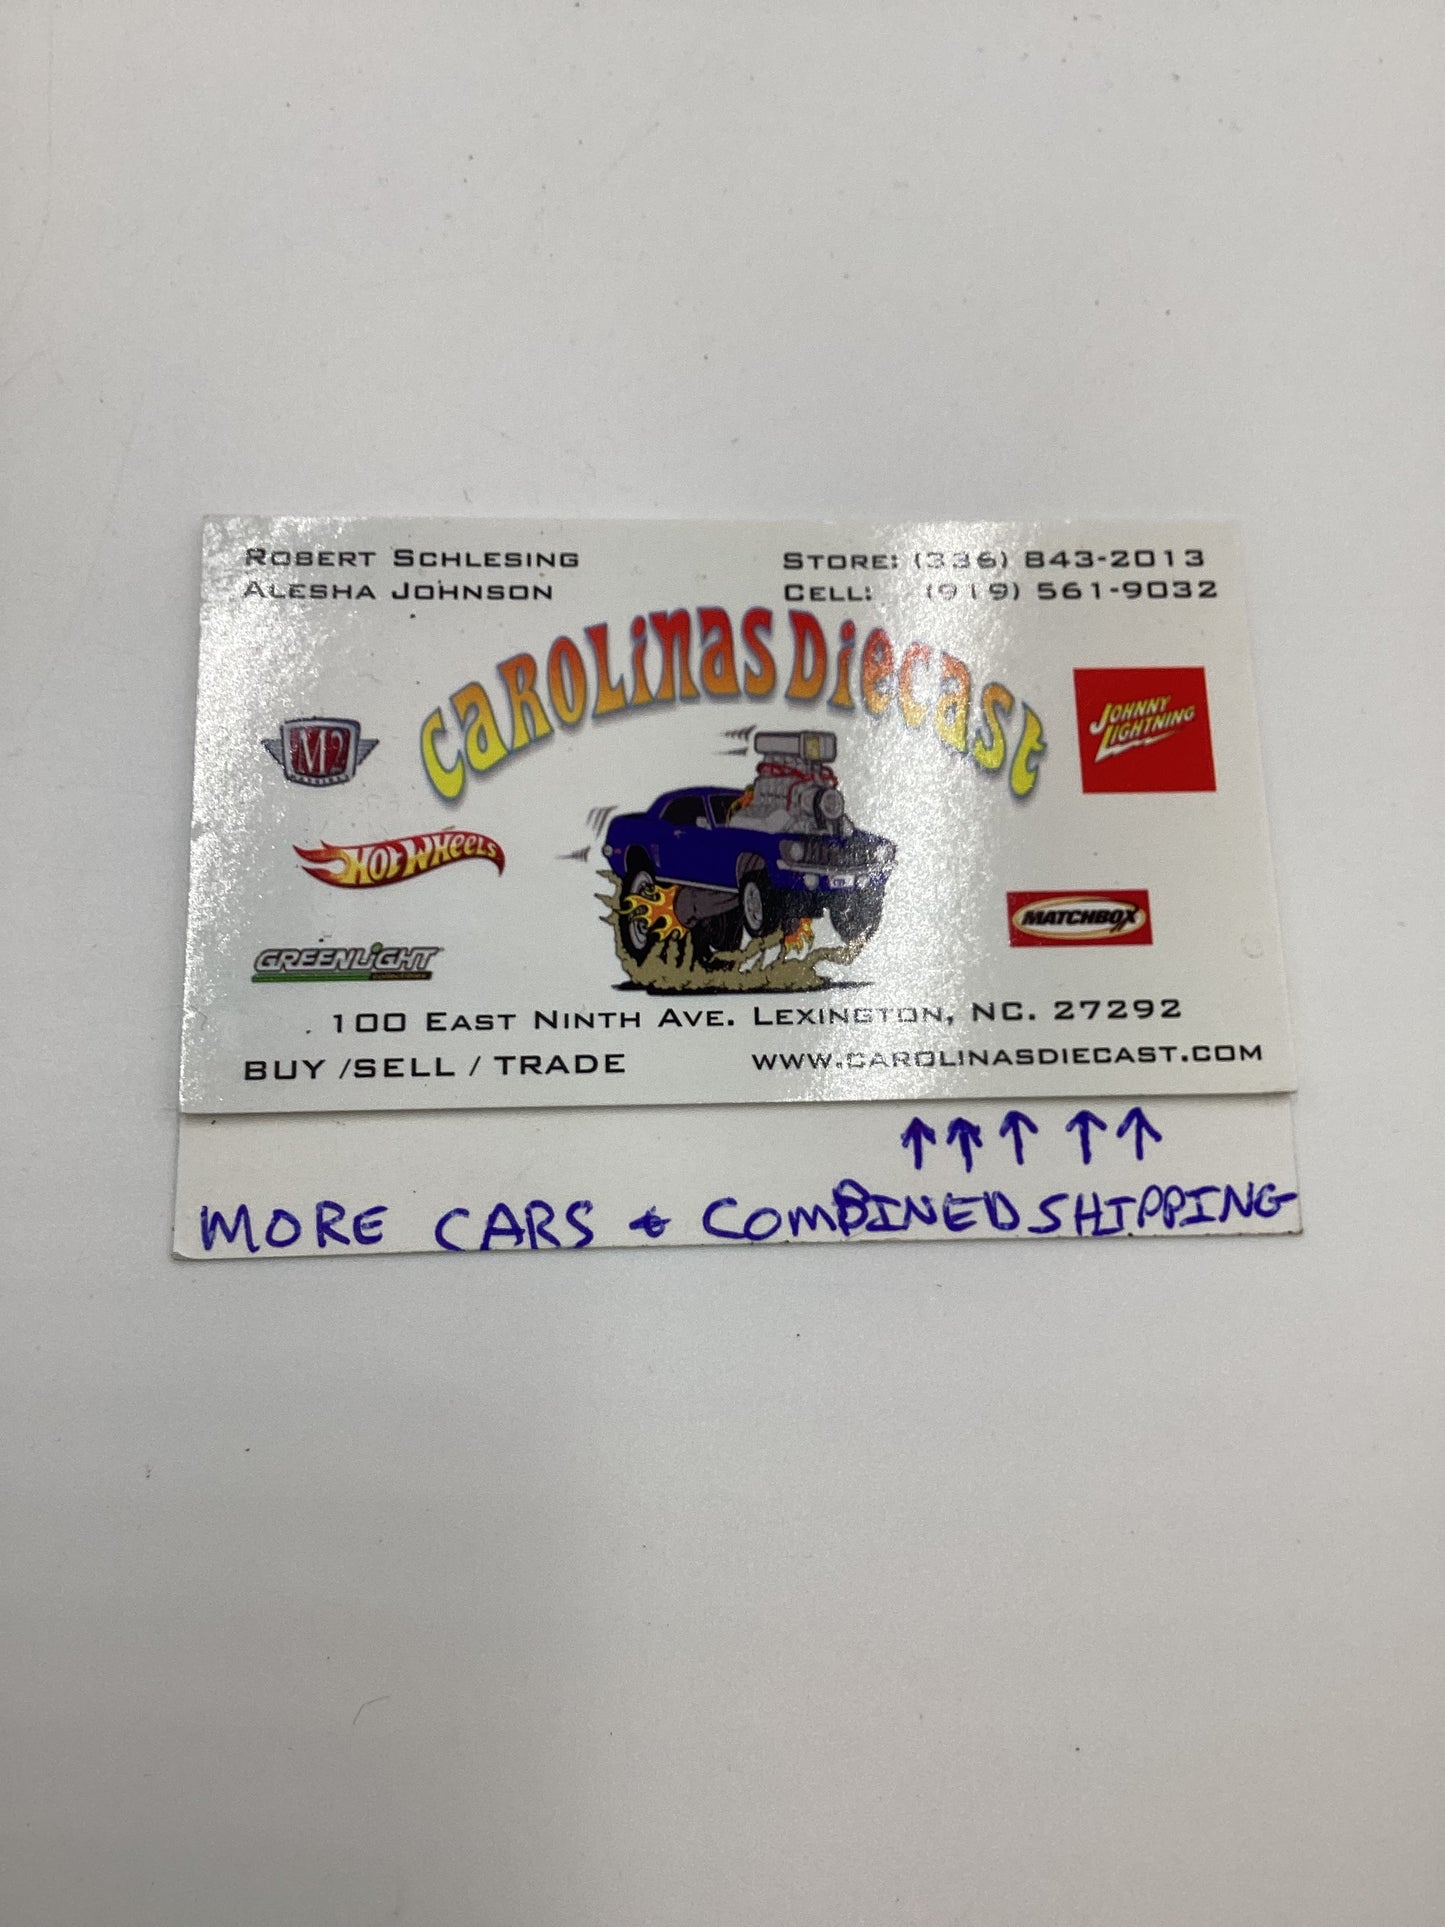 ROBERT SCHLESING
ALESHA JOHNSON
STORE: (336) 843-2013
CELL: (919) 561-9032
CAROLINAS DIECAST
M2
JOHNNY LIGHTNING
HOT WHEELS
MATCHBOX
GREENLIGHT
100 EAST NINTH AVE. LEXINGTON, NC. 27292
BUY /SELL / TRADE
WWW.CAROLINASDIECAST.COM
↑↑↑ ↑↑
MORE CARS & COMBINED SHIPPING